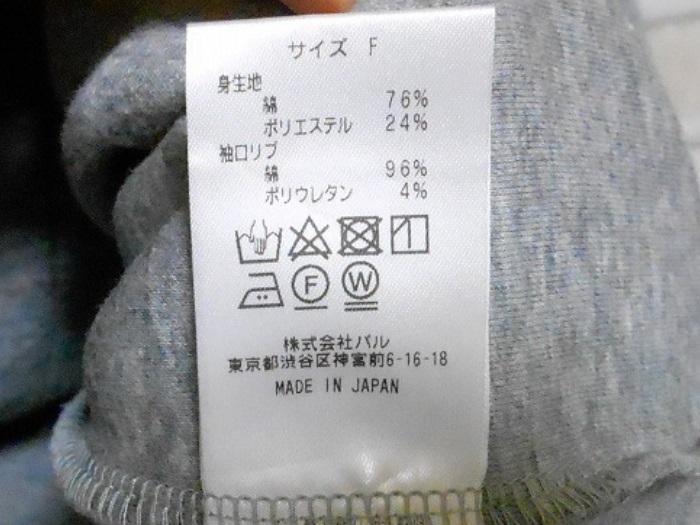 サイズ F
身生地
綿 76%
ポリエステル 24%
袖口リブ
綿 96%
ポリウレタン 4%
F W
株式会社パル
東京都渋谷区神宮前6-16-18
MADE IN JAPAN